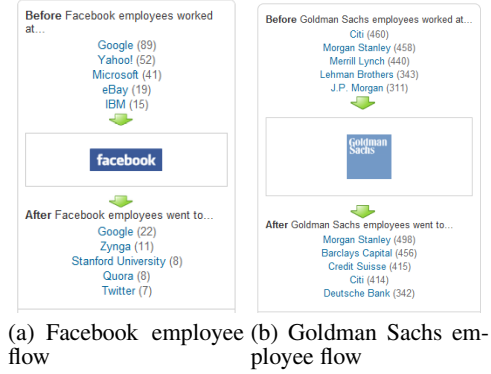 Before Facebook employees worked
at...
Google (89)
Yahoo! (52)
Microsoft (41)
eBay (19)
IBM (15)
facebook
After Facebook employees went to...
Google (22)
Zynga (11)
Stanford University (8)
Quora (8)
Twitter (7)
(a) Facebook employee
flow
Before Goldman Sachs employees worked at...
Citi (460)
Morgan Stanley (458)
Merrill Lynch (440)
Lehman Brothers (343)
J.P. Morgan (311)
Goldman
Sachs
After Goldman Sachs employees went to...
Morgan Stanley (498)
Barclays Capital (456)
Credit Suisse (415)
Citi (414)
Deutsche Bank (342)
(b) Goldman Sachs em-
ployee flow